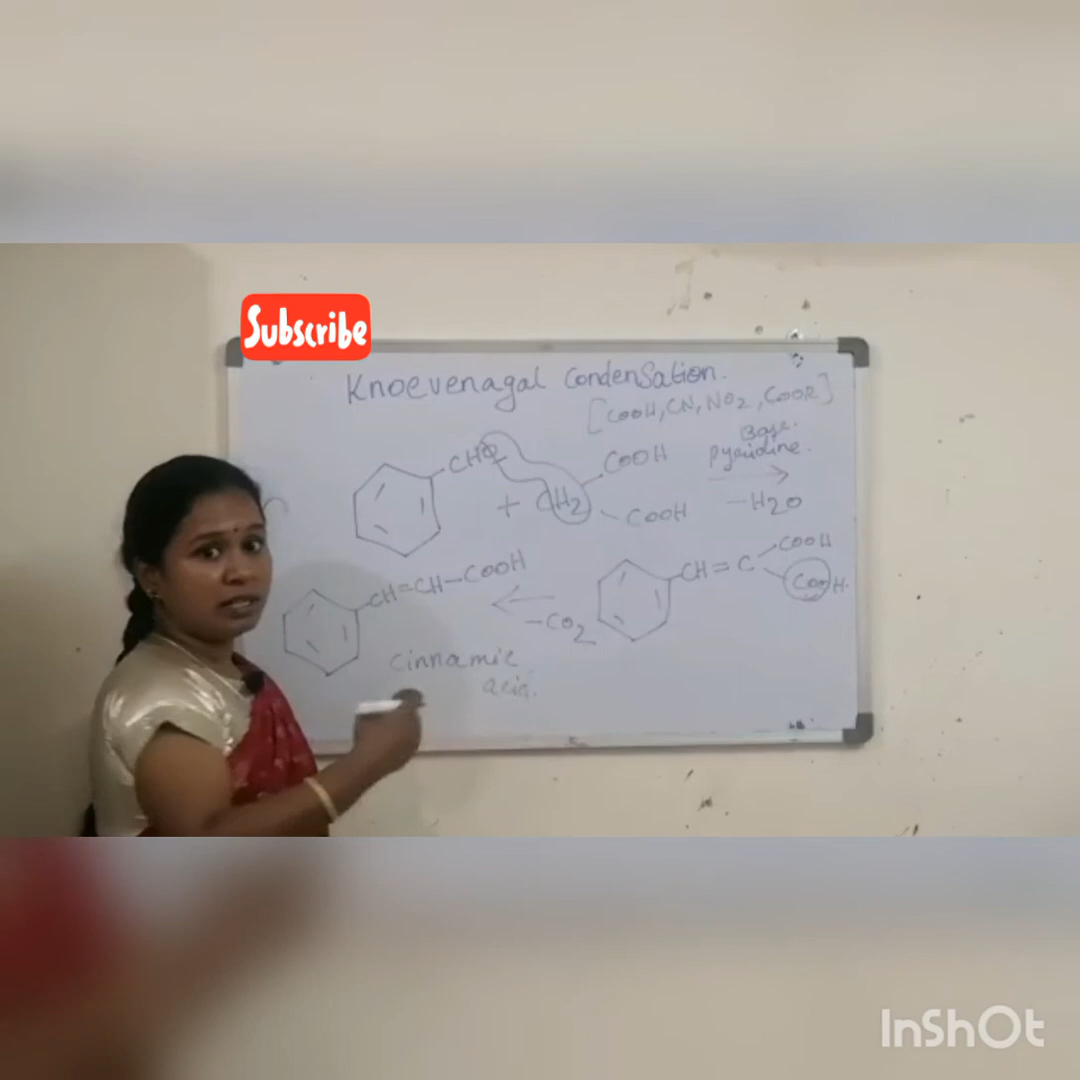 Subscribe
Knoevenagal Condensation.
[COOH, CN, NO2, COOR]
Base.
CHO
COOH
pyridine.
+ CH2
-H2O
COOH
COOH
CH=CH-COOH
CH=C
COOH.
-CO2
Cinnamic
acid.
InShOt